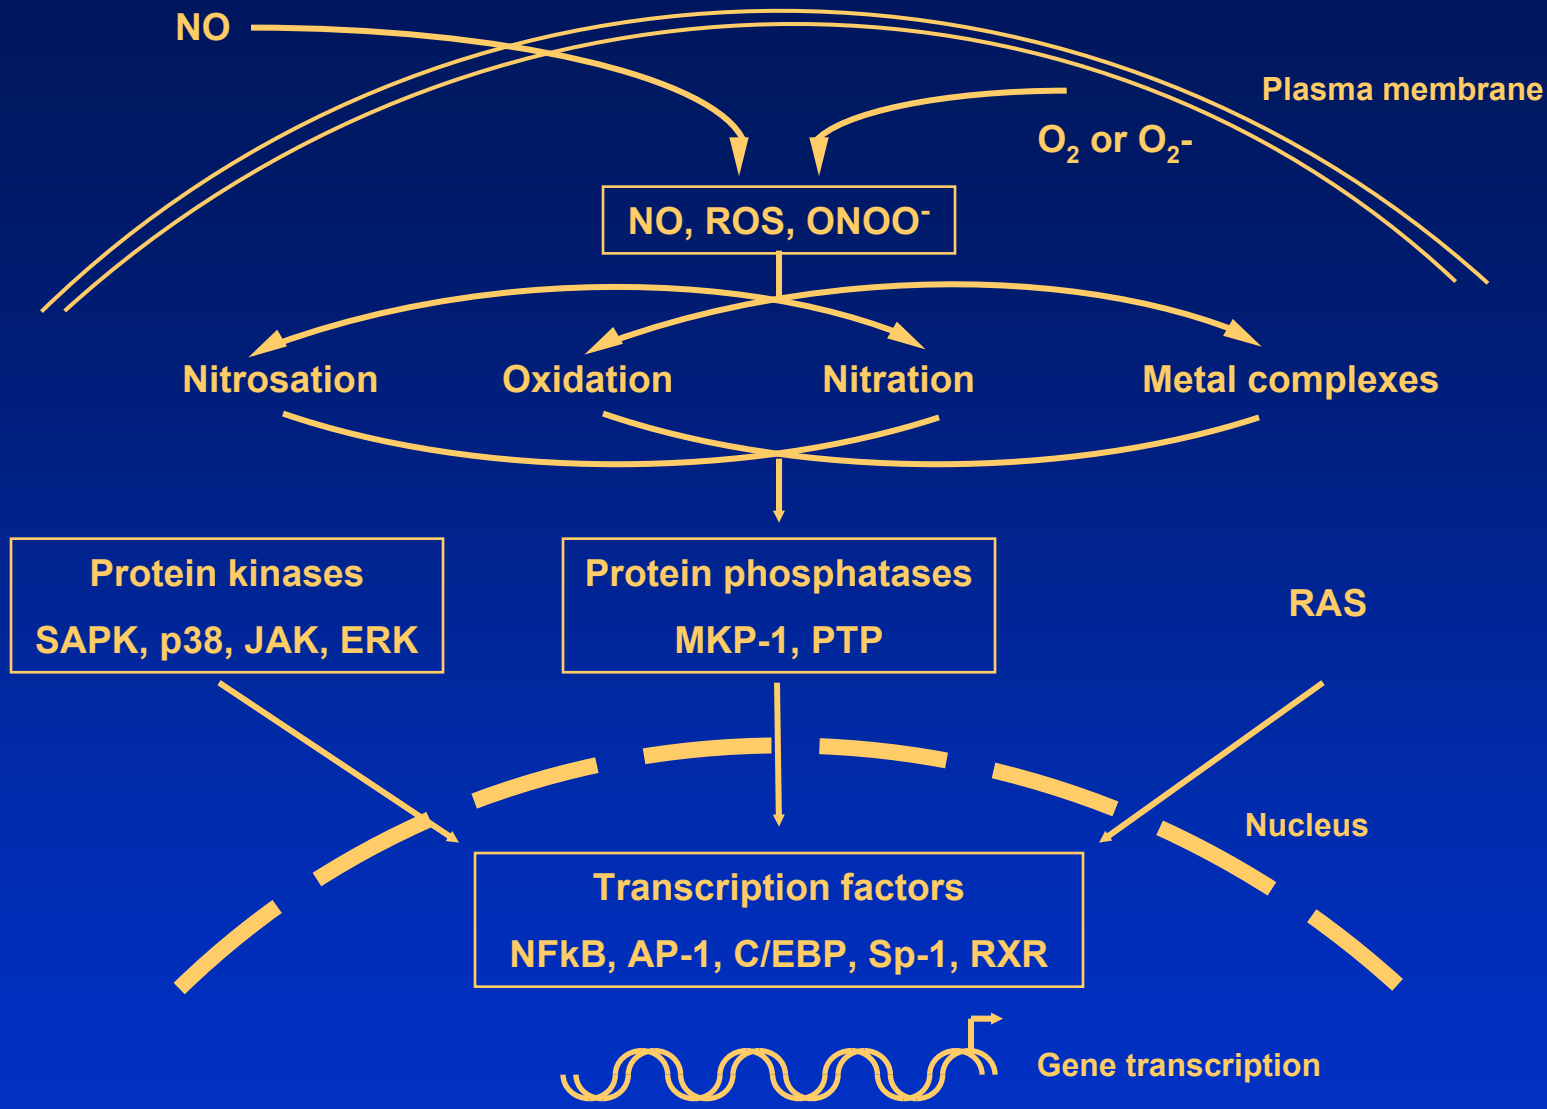 NO
Plasma membrane
O₂ or O₂-
NO, ROS, ONOO⁻
Nitrosation
Oxidation
Nitration
Metal complexes
Protein kinases
SAPK, p38, JAK, ERK
Protein phosphatases
MKP-1, PTP
RAS
Nucleus
Transcription factors
NFkB, AP-1, C/EBP, Sp-1, RXR
Gene transcription